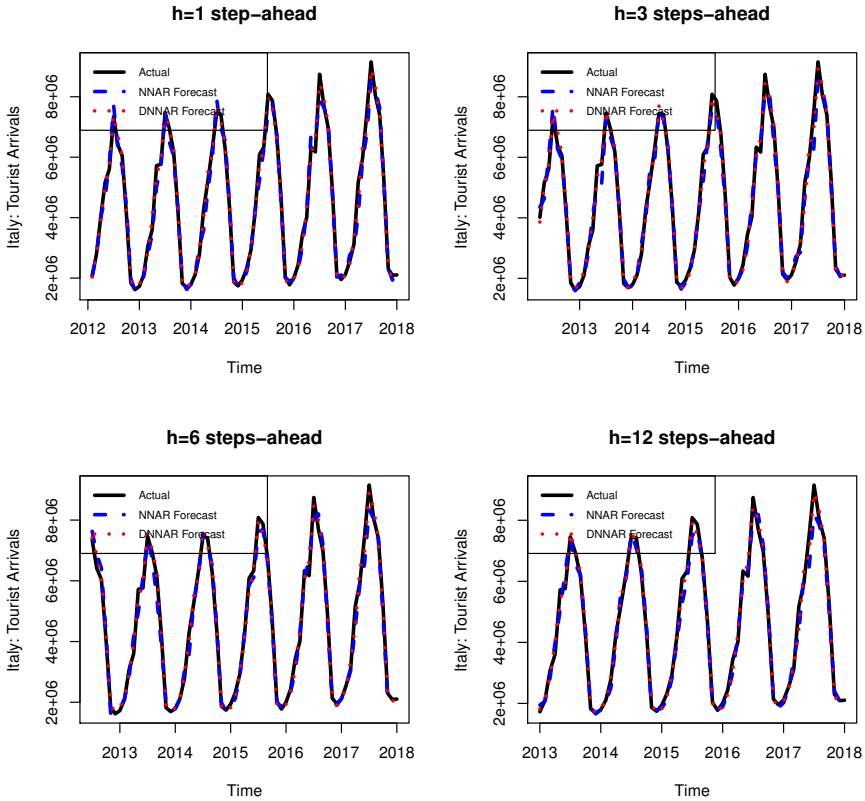 h=1 step−ahead
Italy: Tourist Arrivals
8e+06
6e+06
4e+06
2e+06
Actual
NNAR Forecast
DNNAR Forecast
2012 2013 2014 2015 2016 2017 2018
Time
h=3 steps−ahead
Italy: Tourist Arrivals
8e+06
6e+06
4e+06
2e+06
Actual
NNAR Forecast
DNNAR Forecast
2013 2014 2015 2016 2017 2018
Time
h=6 steps−ahead
Italy: Tourist Arrivals
8e+06
6e+06
4e+06
2e+06
Actual
NNAR Forecast
DNNAR Forecast
2013 2014 2015 2016 2017 2018
Time
h=12 steps−ahead
Italy: Tourist Arrivals
8e+06
6e+06
4e+06
2e+06
Actual
NNAR Forecast
DNNAR Forecast
2013 2014 2015 2016 2017 2018
Time